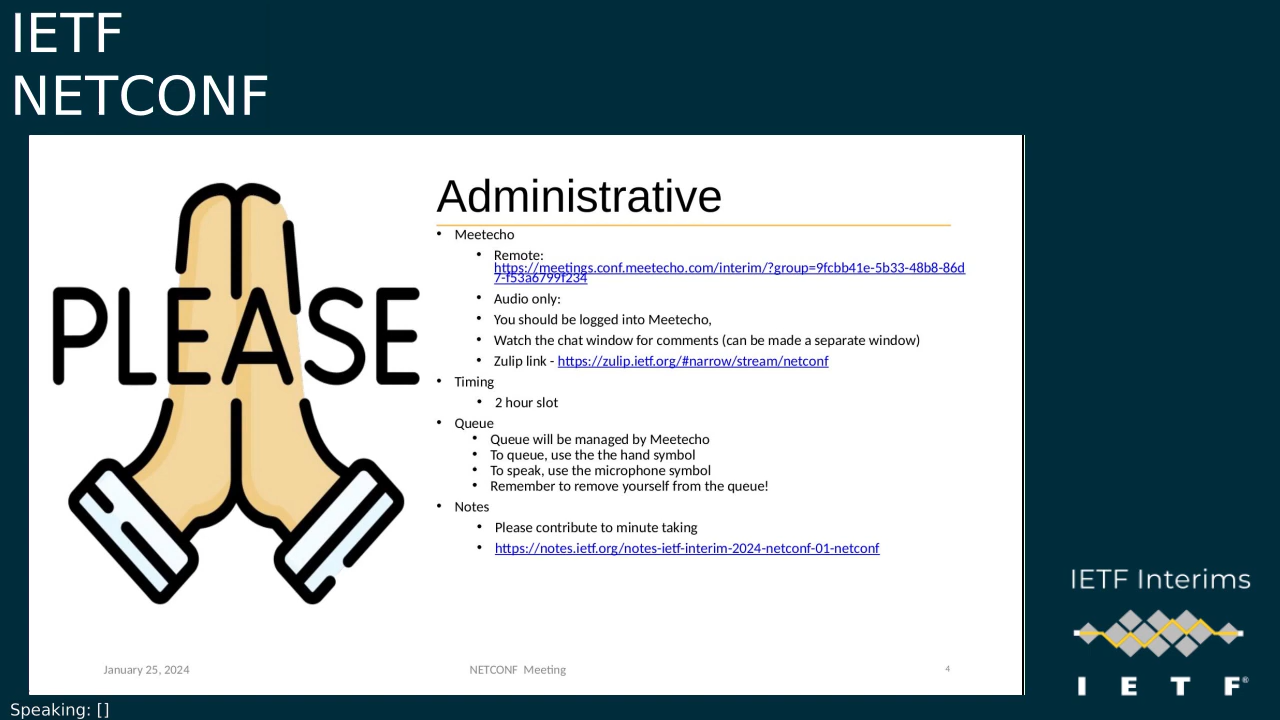 IETF
NETCONF
PLEASE
Administrative
• Meetecho
• Remote:
https://meetings.conf.meetecho.com/interim/?group=9fcbb41e-5b33-48b8-86d
7-f53a6799f234
• Audio only:
• You should be logged into Meetecho,
• Watch the chat window for comments (can be made a separate window)
• Zulip link - https://zulip.ietf.org/#narrow/stream/netconf
• Timing
• 2 hour slot
• Queue
• Queue will be managed by Meetecho
• To queue, use the the hand symbol
• To speak, use the microphone symbol
• Remember to remove yourself from the queue!
• Notes
• Please contribute to minute taking
• https://notes.ietf.org/notes-ietf-interim-2024-netconf-01-netconf
January 25, 2024
NETCONF Meeting
4
IETF Interims
I E T F®
Speaking: []